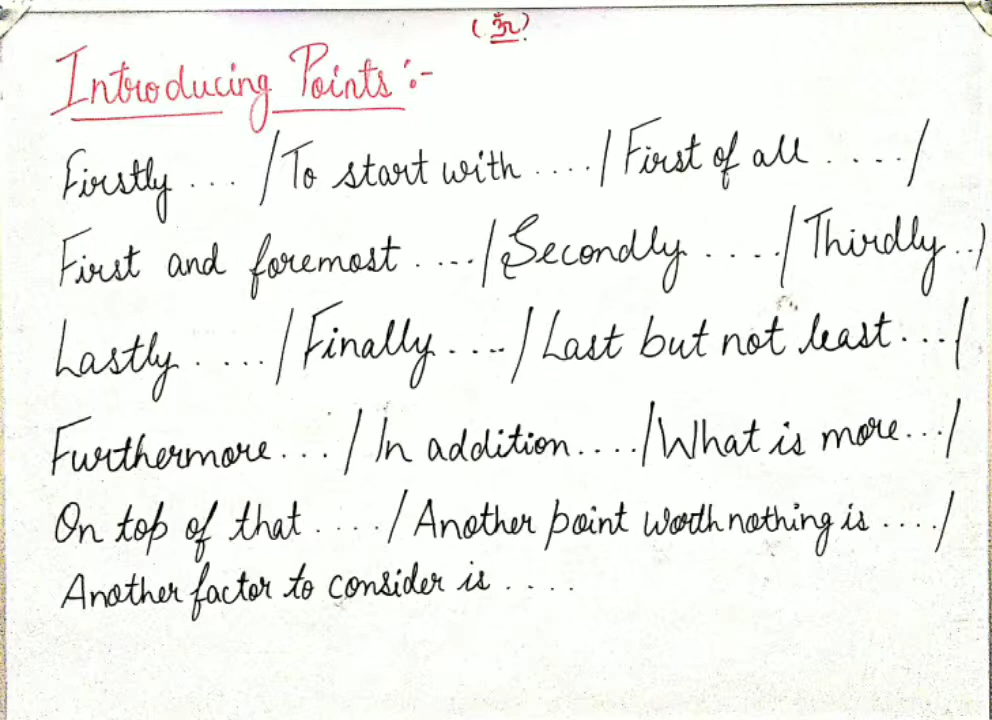 (ॐ)
Introducing Points :-
Firstly ... / To start with .... / First of all ..... /
First and foremost ..... / Secondly ..... / Thirdly .. /
Lastly ..... / Finally .... / Last but not least .... /
Furthermore ... / In addition .... / What is more... /
On top of that .... / Another point worth nothing is .... /
Another factor to consider is ....